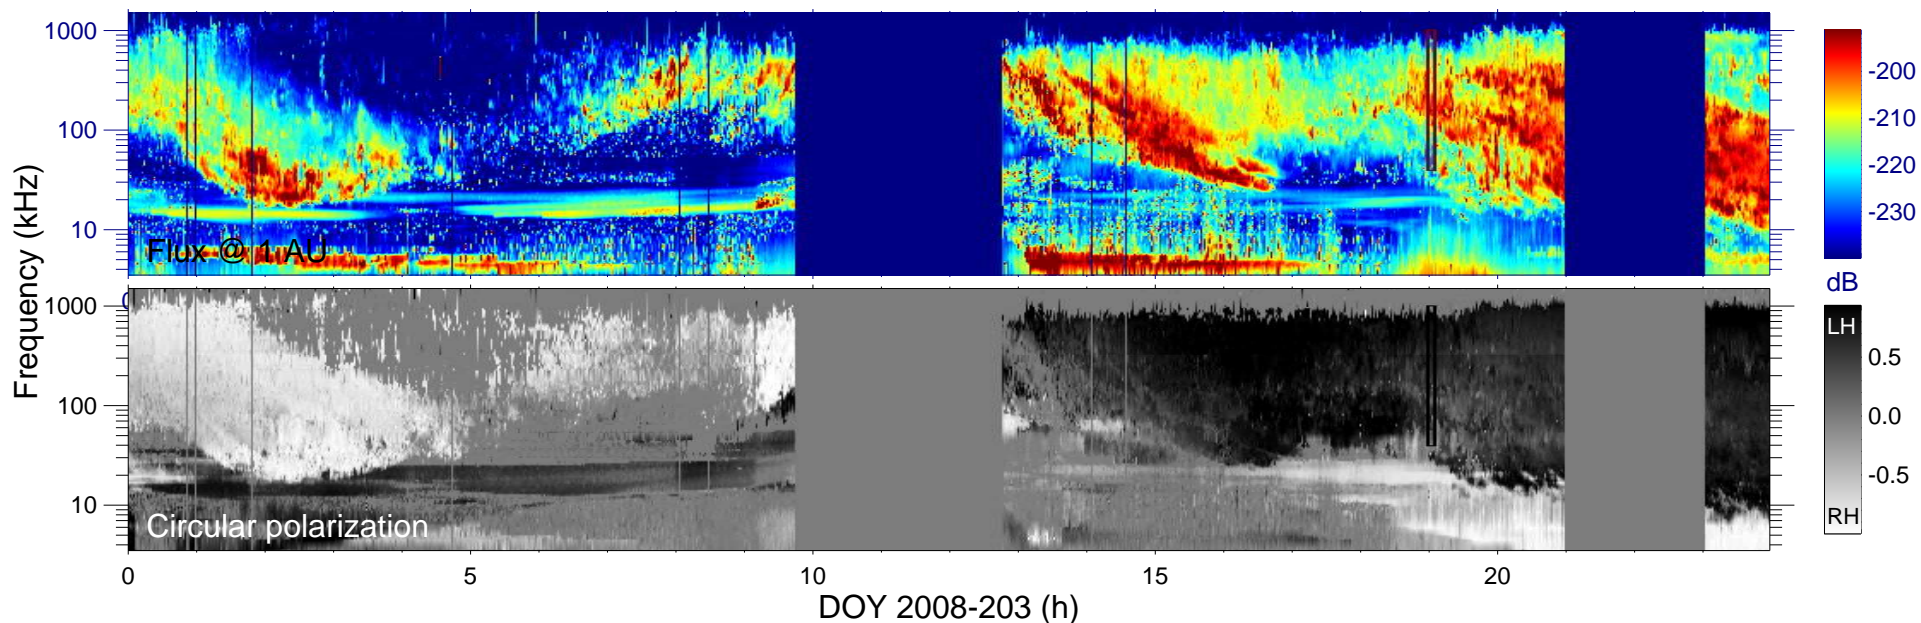 1000
100
10
Flux @ 1 AU
-200
-210
-220
-230
dB
Frequency (kHz)
0
1000
100
10
Circular polarization
LH
0.5
0.0
-0.5
RH
0
5
10
15
20
DOY 2008-203 (h)